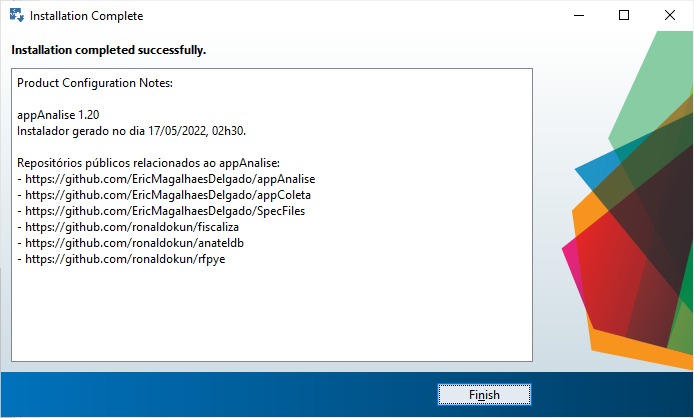 Installation Complete
Installation completed successfully.
Product Configuration Notes:
appAnalise 1.20
Instalador gerado no dia 17/05/2022, 02h30.
Repositórios públicos relacionados ao appAnalise:
- https://github.com/EricMagalhaesDelgado/appAnalise
- https://github.com/EricMagalhaesDelgado/appColeta
- https://github.com/EricMagalhaesDelgado/SpecFiles
- https://github.com/ronaldokun/fiscaliza
- https://github.com/ronaldokun/anateldb
- https://github.com/ronaldokun/rfpye
Finish